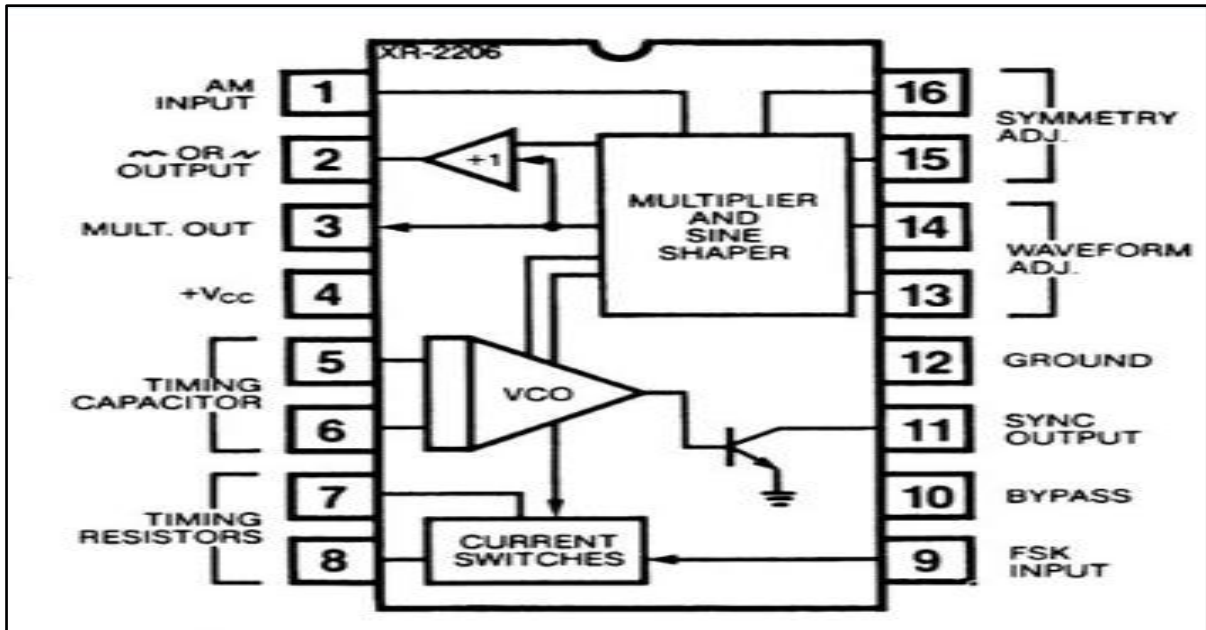 XR-2206
AM
INPUT
1
OR
OUTPUT
2
MULT. OUT
3
+VCC
4
TIMING
CAPACITOR
5
6
TIMING
RESISTORS
7
8
+1
MULTIPLIER
AND
SINE
SHAPER
VCO
CURRENT
SWITCHES
16
15
SYMMETRY
ADJ.
14
13
WAVEFORM
ADJ.
12
GROUND
11
SYNC
OUTPUT
10
BYPASS
9
FSK
INPUT